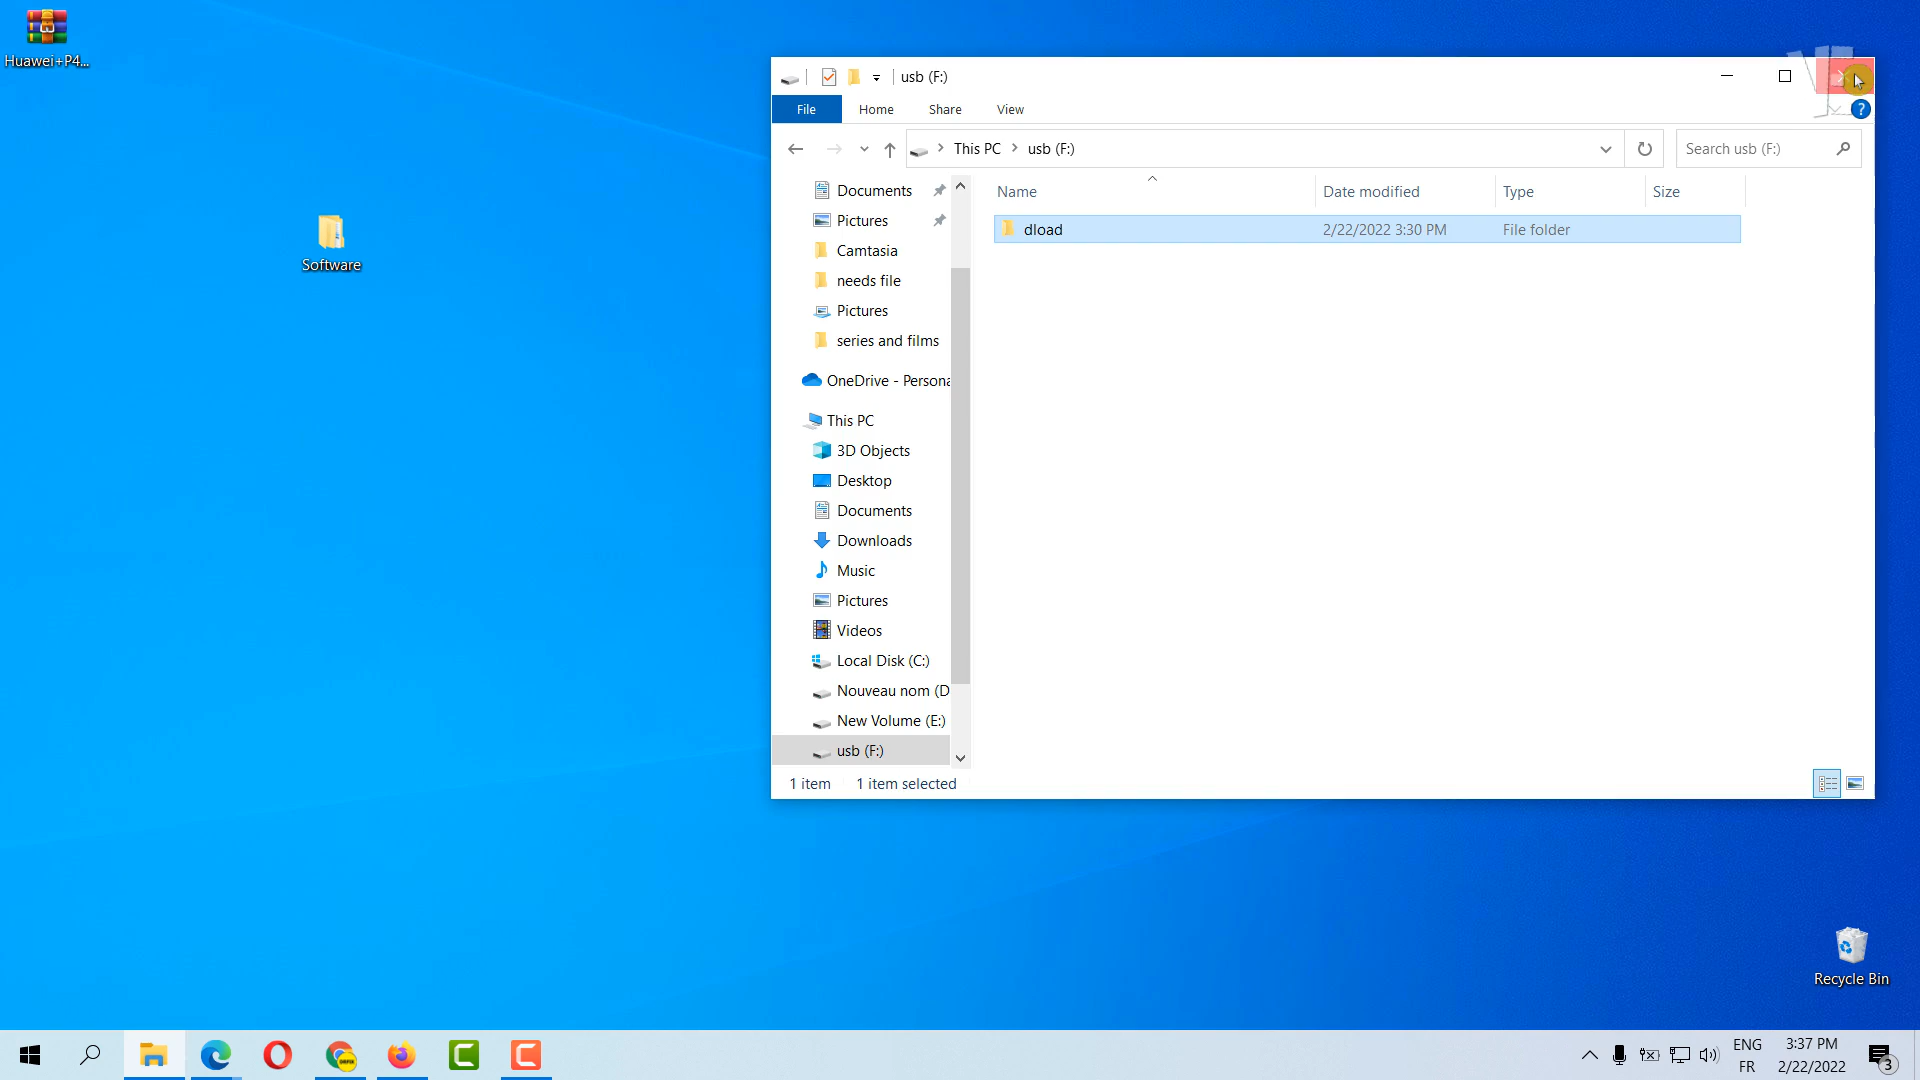 Huawei+P4...
Software
usb (F:)
File
Home
Share
View
?
This PC
usb (F:)
Search usb (F:)
Documents
Pictures
Camtasia
needs file
Pictures
series and films
OneDrive - Persona
This PC
3D Objects
Desktop
Documents
Downloads
Music
Pictures
Videos
Local Disk (C:)
Nouveau nom (D
New Volume (E:)
usb (F:)
Name
Date modified
Type
Size
dload
2/22/2022 3:30 PM
File folder
1 item
1 item selected
Recycle Bin
ENG
FR
3:37 PM
2/22/2022
3